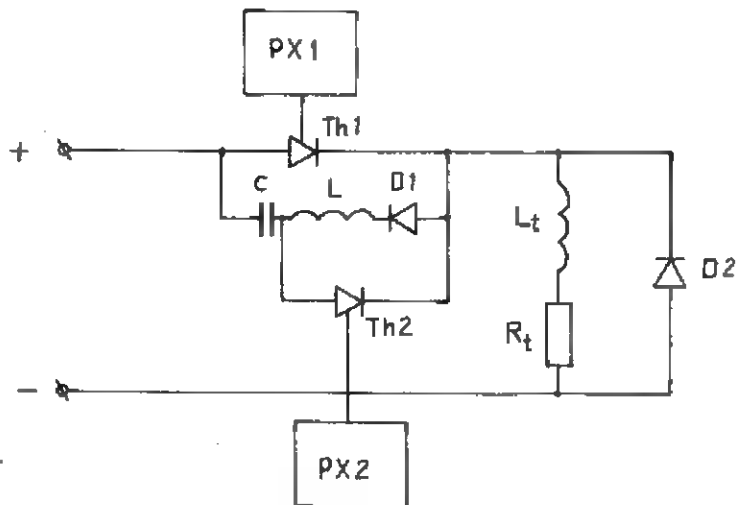 PX1
Th1
+
C
L
D1
Lt
D2
Th2
Rt
-
PX2